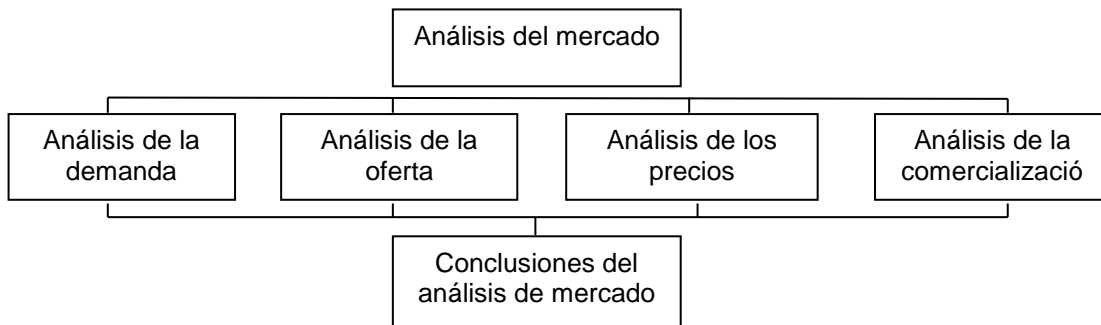 Análisis del mercado
Análisis de la
demanda
Análisis de la
oferta
Análisis de los
precios
Análisis de la
comercializació
Conclusiones del
análisis de mercado